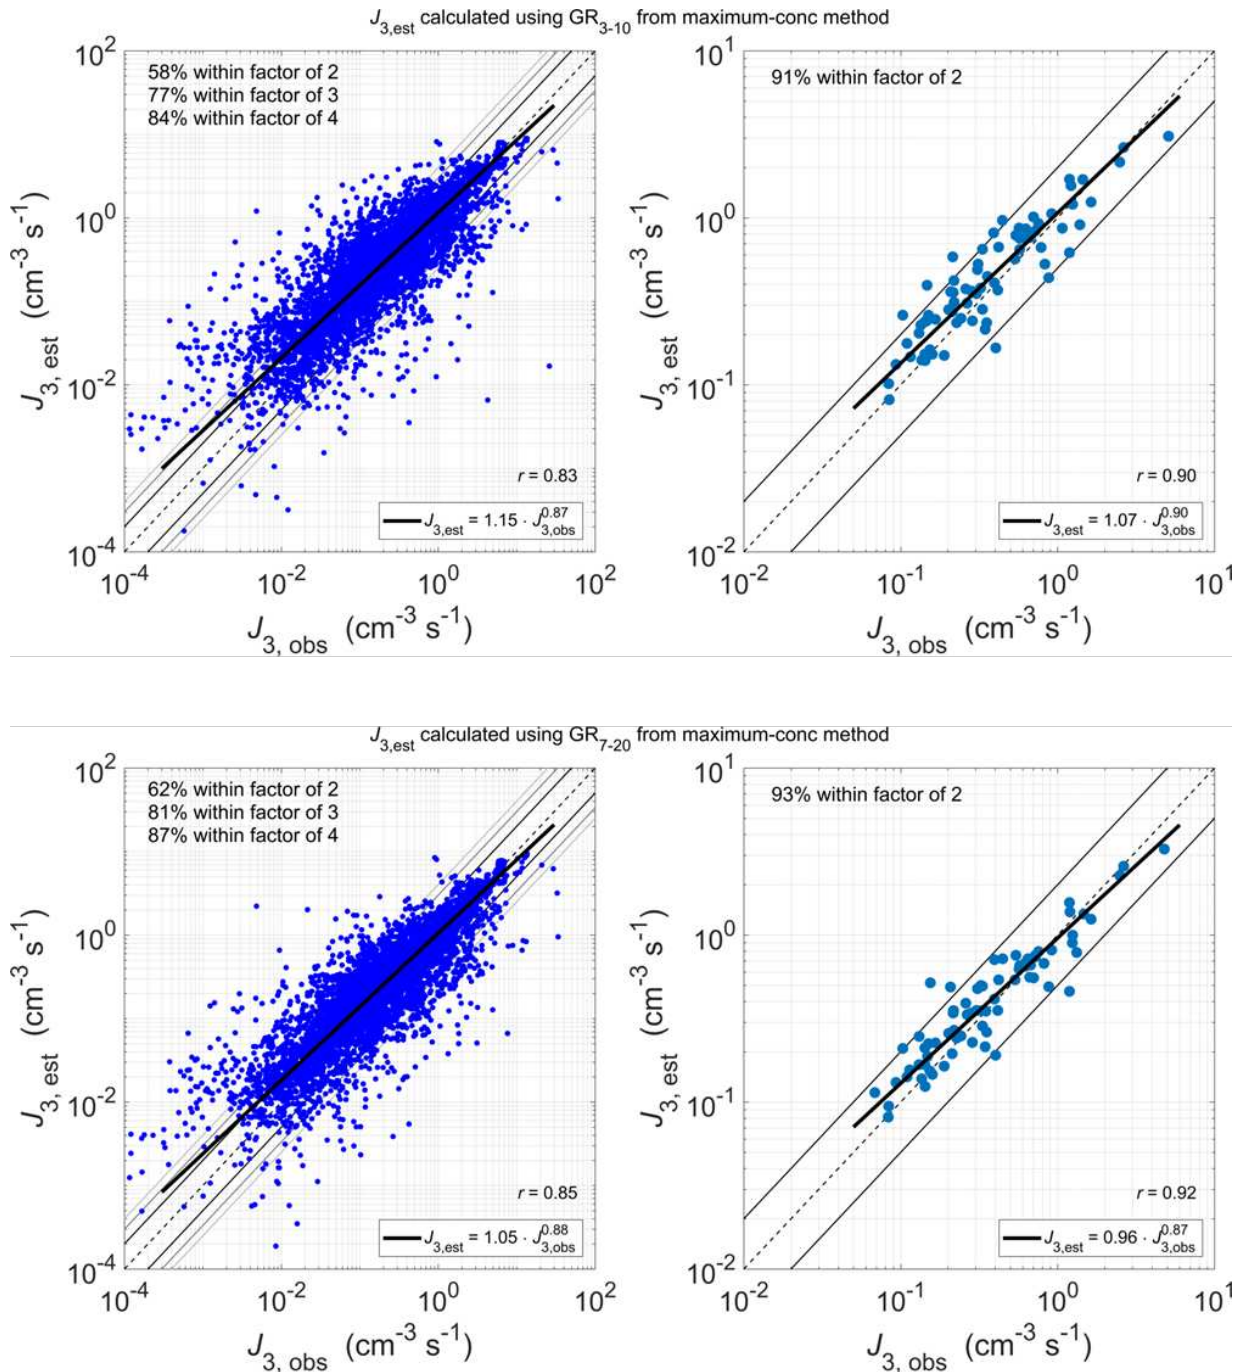 J3,est calculated using GR3-10 from maximum-conc method
58% within factor of 2
77% within factor of 3
84% within factor of 4
r = 0.83
J3,est = 1.15 · J3,obs^0.87
10^2
10^0
10^-2
10^-4
J3, est (cm^-3 s^-1)
10^-4 10^-2 10^0 10^2
J3, obs (cm^-3 s^-1)
91% within factor of 2
r = 0.90
J3,est = 1.07 · J3,obs^0.90
10^1
10^0
10^-1
10^-2
J3, est (cm^-3 s^-1)
10^-2 10^-1 10^0 10^1
J3, obs (cm^-3 s^-1)
J3,est calculated using GR7-20 from maximum-conc method
62% within factor of 2
81% within factor of 3
87% within factor of 4
r = 0.85
J3,est = 1.05 · J3,obs^0.88
10^2
10^0
10^-2
10^-4
J3, est (cm^-3 s^-1)
10^-4 10^-2 10^0 10^2
J3, obs (cm^-3 s^-1)
93% within factor of 2
r = 0.92
J3,est = 0.96 · J3,obs^0.87
10^1
10^0
10^-1
10^-2
J3, est (cm^-3 s^-1)
10^-2 10^-1 10^0 10^1
J3, obs (cm^-3 s^-1)